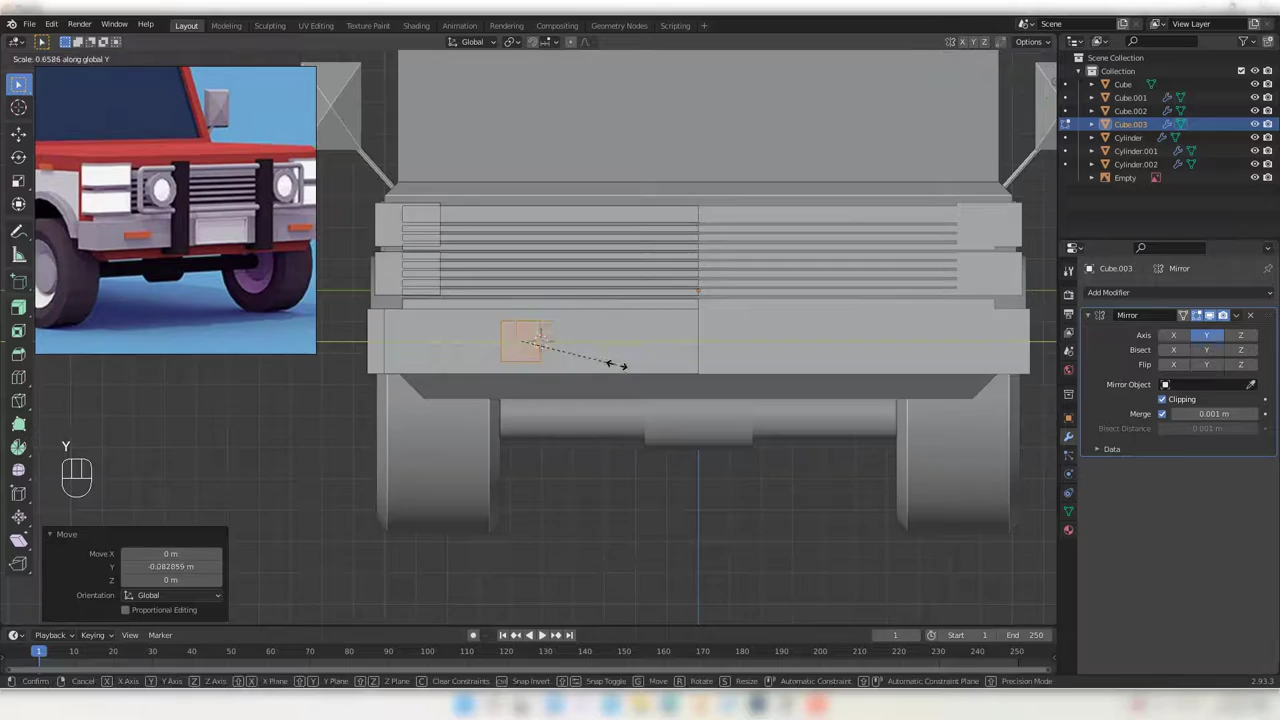 File Edit Render Window Help
Layout Modeling Sculpting UV Editing Texture Paint Shading Animation Rendering Compositing Geometry Nodes Scripting +
Scene
View Layer
Global
X Y Z
Options
Scale: 0.6586 along global Y
Scene Collection
Collection
Cube
Cube.001
Cube.002
Cube.003
Cylinder
Cylinder.001
Cylinder.002
Empty
Cube.003 Mirror
Add Modifier
Mirror
Axis X Y Z
Bisect X Y Z
Flip X Y Z
Mirror Object
Clipping
Merge 0.001 m
Bisect Distance 0.001 m
Data
Y
Move
Move X 0 m
Y -0.082859 m
Z 0 m
Orientation Global
Proportional Editing
Playback Keying View Marker
1
Start 1
End 250
1 10 20 30 40 50 60 70 80 90 100 110 120 130 140 150 160 170 180 190 200 210 220 230 240 250
Confirm Cancel X X Axis Y Y Axis Z Z Axis X X Plane Y Y Plane Z Z Plane C Clear Constraints Snap Invert Snap Toggle G Move R Rotate S Resize Automatic Constraint Automatic Constraint Plane Precision Mode
2.93.3